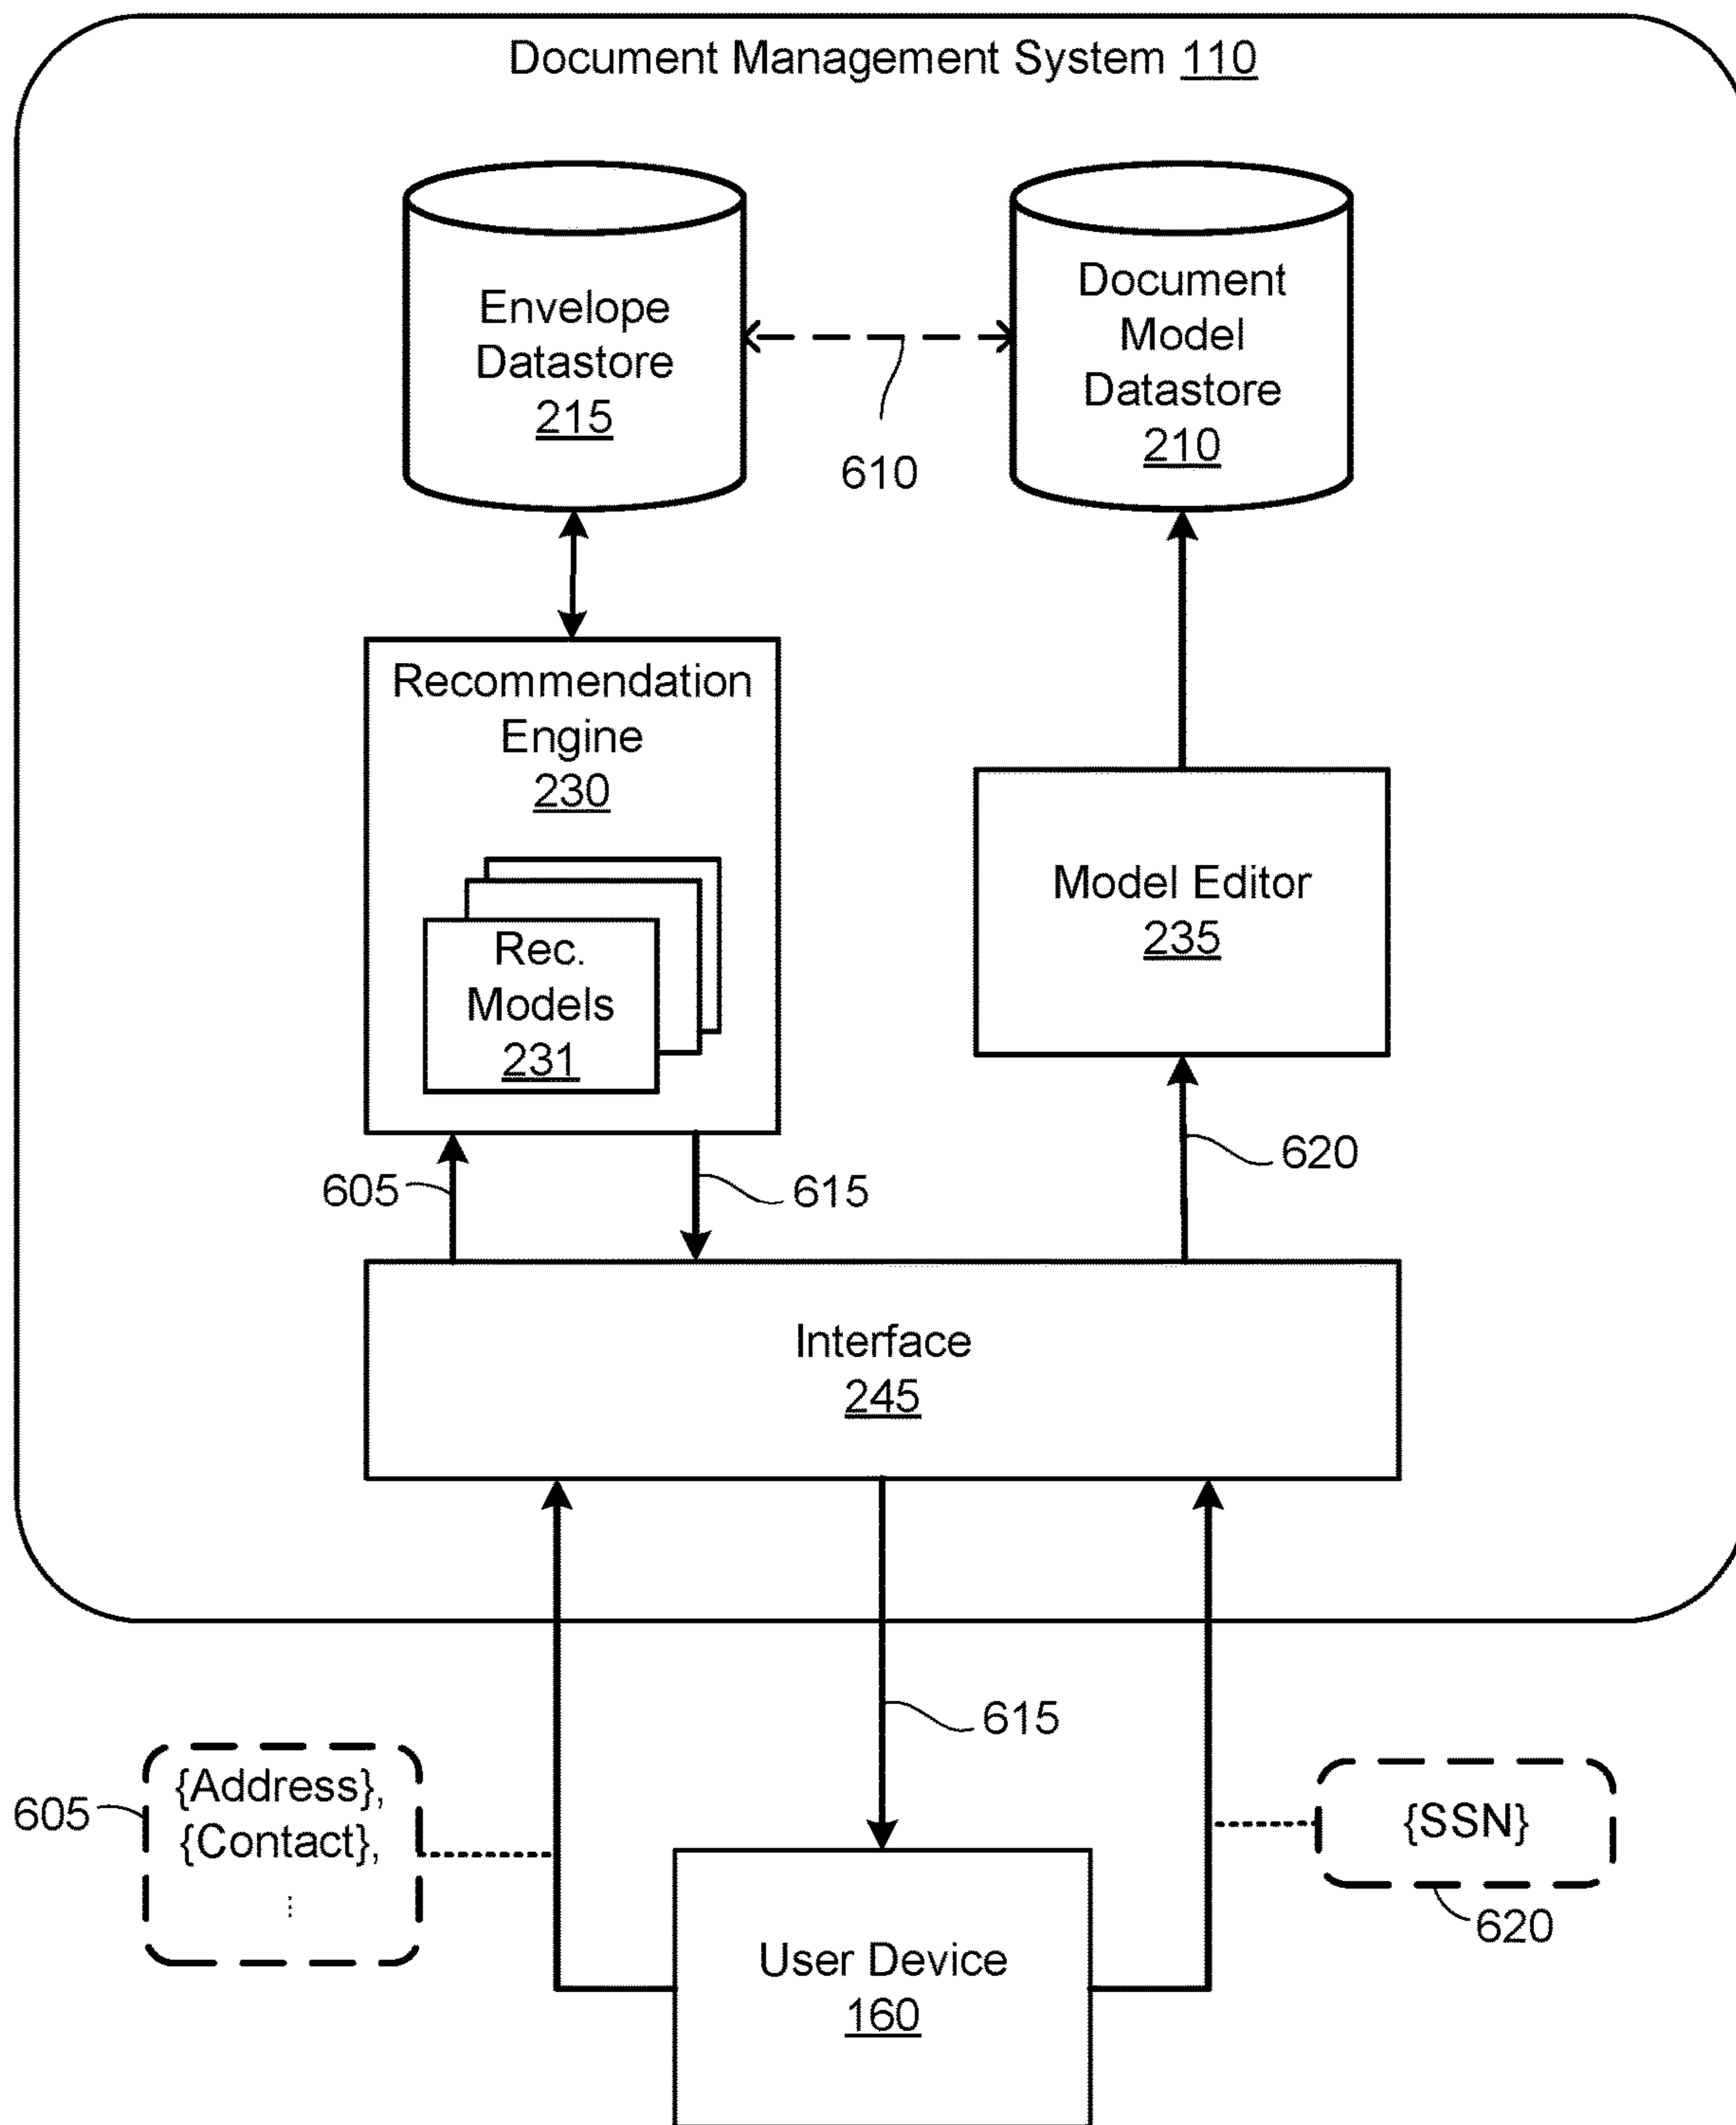 Document Management System 110
Envelope
Datastore
215
Document
Model
Datastore
210
610
Recommendation
Engine
230
Rec.
Models
231
Model Editor
235
605
615
620
Interface
245
615
605
{Address},
{Contact},
⋮
{SSN}
620
User Device
160